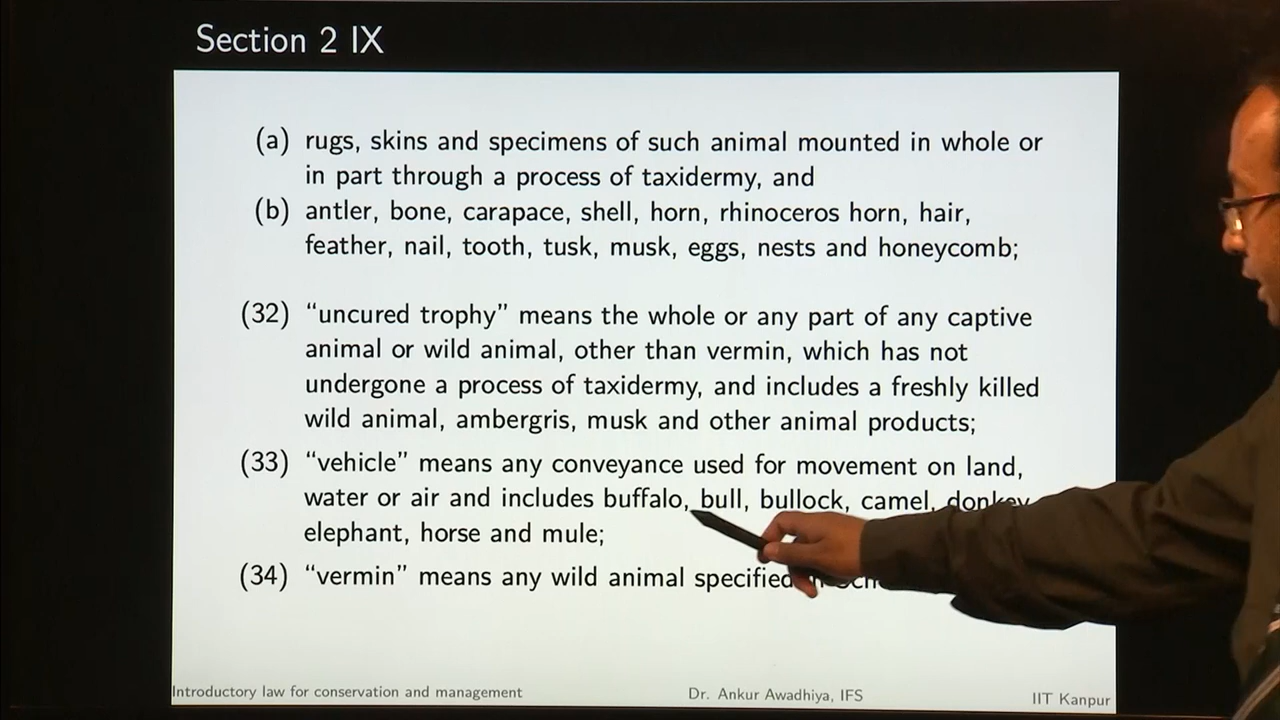 Section 2 IX
(a) rugs, skins and specimens of such animal mounted in whole or
in part through a process of taxidermy, and
(b) antler, bone, carapace, shell, horn, rhinoceros horn, hair,
feather, nail, tooth, tusk, musk, eggs, nests and honeycomb;
(32) “uncured trophy” means the whole or any part of any captive
animal or wild animal, other than vermin, which has not
undergone a process of taxidermy, and includes a freshly killed
wild animal, ambergris, musk and other animal products;
(33) “vehicle” means any conveyance used for movement on land,
water or air and includes buffalo, bull, bullock, camel, donkey
elephant, horse and mule;
(34) “vermin” means any wild animal specified
Introductory law for conservation and management Dr. Ankur Awadhiya, IFS IIT Kanpur